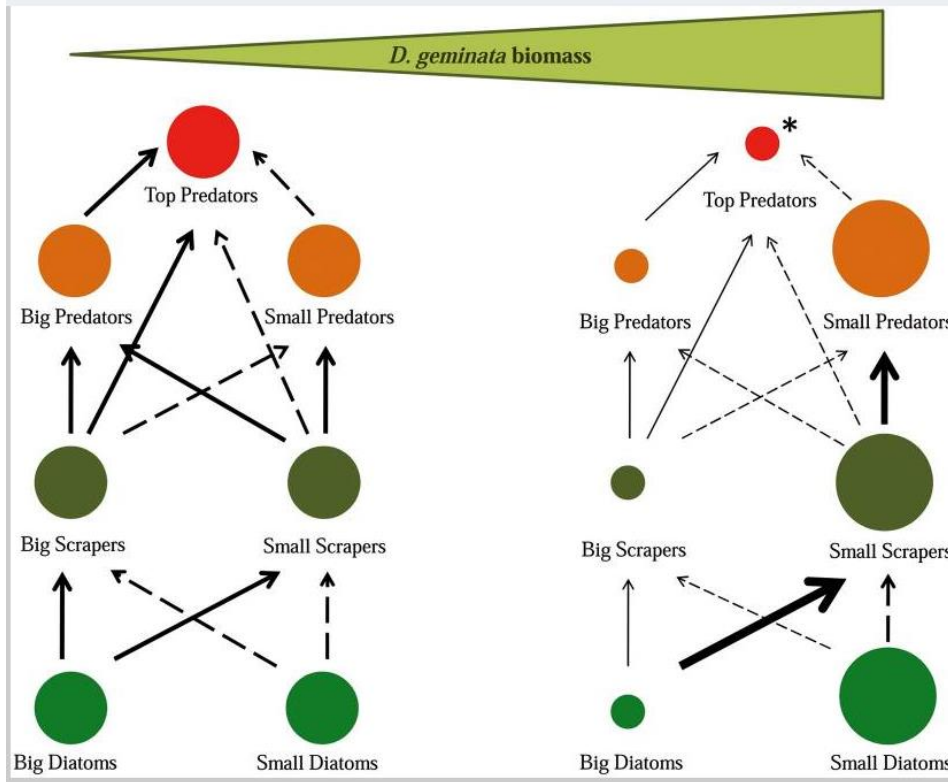 D. geminata biomass
*
Top Predators
Top Predators
Big Predators
Small Predators
Big Predators
Small Predators
Big Scrapers
Small Scrapers
Big Scrapers
Small Scrapers
Big Diatoms
Small Diatoms
Big Diatoms
Small Diatoms